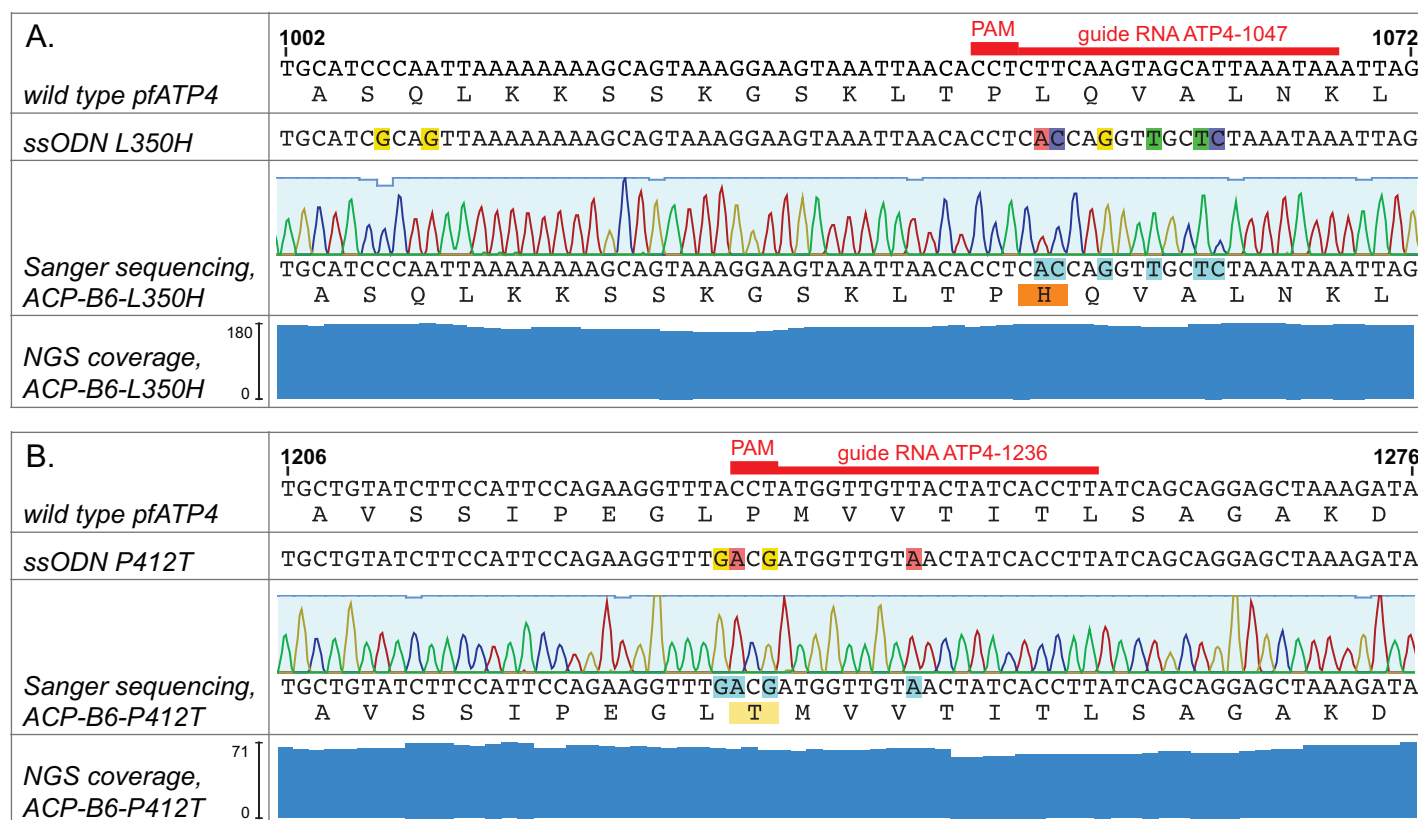 A.
PAM
guide RNA ATP4-1047
1002
1072
wild type pfATP4
TGCATCCCAATTAAAAAAAAGCAGTAAAGGAAGTAAATTAACACCTCTTCAAGTAGCATTAAATAAATTAG
A S Q L K K S S K G S K L T P L Q V A L N K L
ssODN L350H
TGCATCGCAGTTAAAAAAAAGCAGTAAAGGAAGTAAATTAACACCTCACCAGGTTGCTCTAAATAAATTAG
Sanger sequencing,
ACP-B6-L350H
TGCATCCCAATTAAAAAAAAGCAGTAAAGGAAGTAAATTAACACCTCACCAGGTTGCTCTAAATAAATTAG
A S Q L K K S S K G S K L T P H Q V A L N K L
NGS coverage,
ACP-B6-L350H
180
0
B.
PAM
guide RNA ATP4-1236
1206
1276
wild type pfATP4
TGCTGTATCTTCCATTCCAGAAGGTTTACCTATGGTTGTTACTATCACCTTATCAGCAGGAGCTAAAGATA
A V S S I P E G L P M V V T I T L S A G A K D
ssODN P412T
TGCTGTATCTTCCATTCCAGAAGGTTTGACGATGGTTGTAACTATCACCTTATCAGCAGGAGCTAAAGATA
Sanger sequencing,
ACP-B6-P412T
TGCTGTATCTTCCATTCCAGAAGGTTTGACGATGGTTGTAACTATCACCTTATCAGCAGGAGCTAAAGATA
A V S S I P E G L T M V V T I T L S A G A K D
NGS coverage,
ACP-B6-P412T
71
0